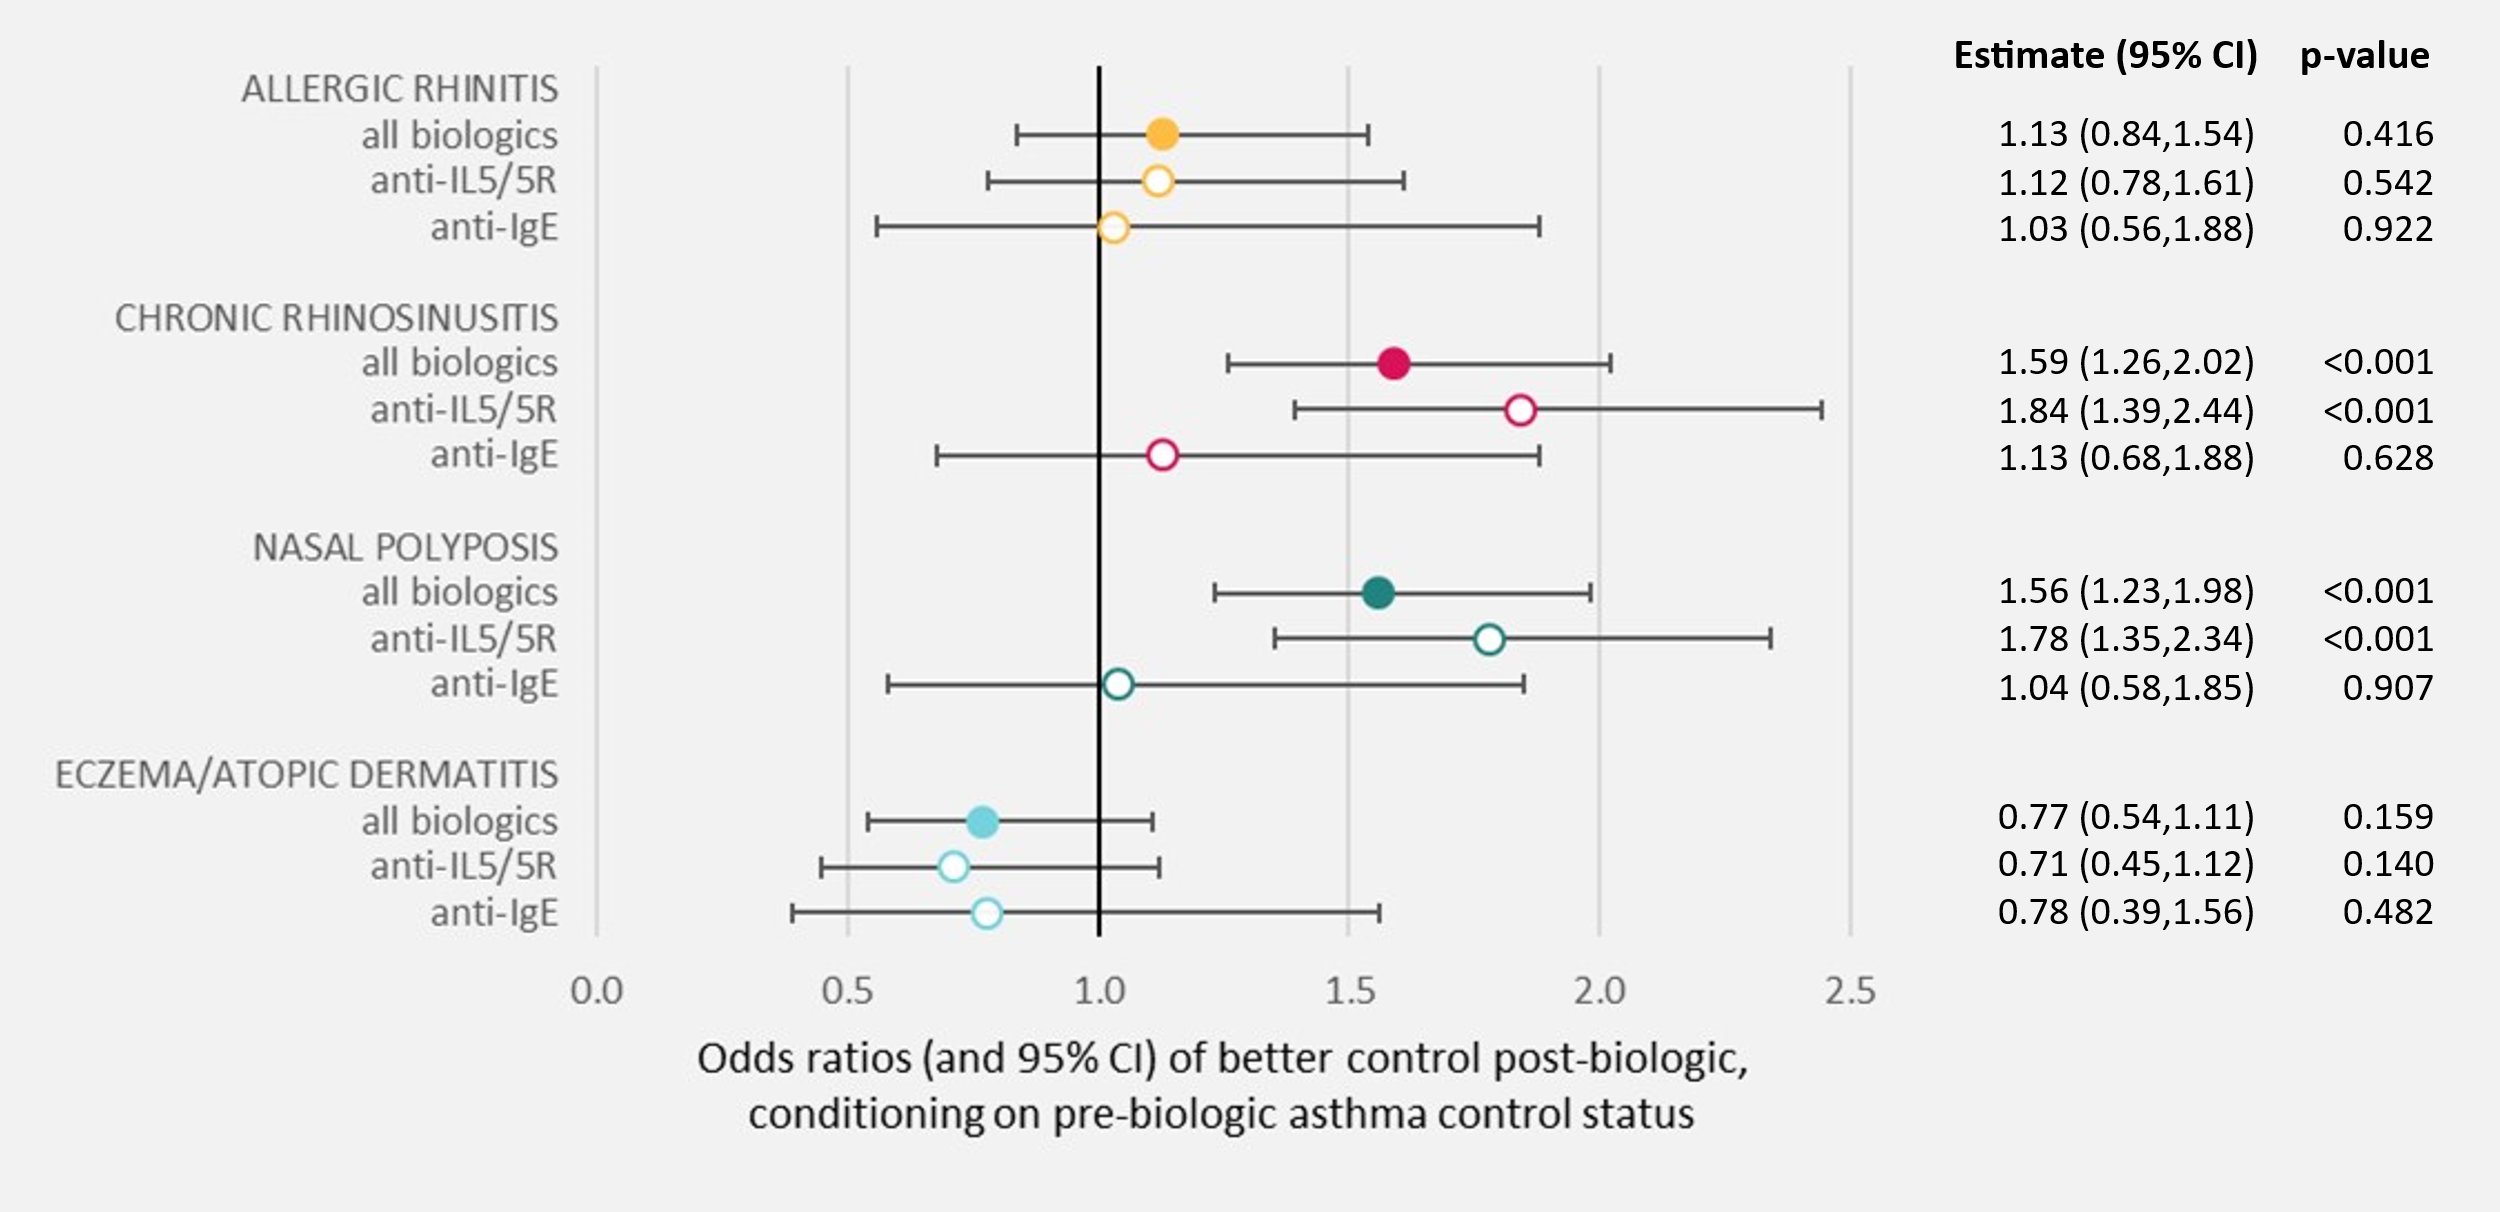 Estimate (95% CI) p-value
ALLERGIC RHINITIS
all biologics 1.13 (0.84,1.54) 0.416
anti-IL5/5R 1.12 (0.78,1.61) 0.542
anti-IgE 1.03 (0.56,1.88) 0.922
CHRONIC RHINOSINUSITIS
all biologics 1.59 (1.26,2.02) <0.001
anti-IL5/5R 1.84 (1.39,2.44) <0.001
anti-IgE 1.13 (0.68,1.88) 0.628
NASAL POLYPOSIS
all biologics 1.56 (1.23,1.98) <0.001
anti-IL5/5R 1.78 (1.35,2.34) <0.001
anti-IgE 1.04 (0.58,1.85) 0.907
ECZEMA/ATOPIC DERMATITIS
all biologics 0.77 (0.54,1.11) 0.159
anti-IL5/5R 0.71 (0.45,1.12) 0.140
anti-IgE 0.78 (0.39,1.56) 0.482
0.0 0.5 1.0 1.5 2.0 2.5
Odds ratios (and 95% CI) of better control post-biologic,
conditioning on pre-biologic asthma control status